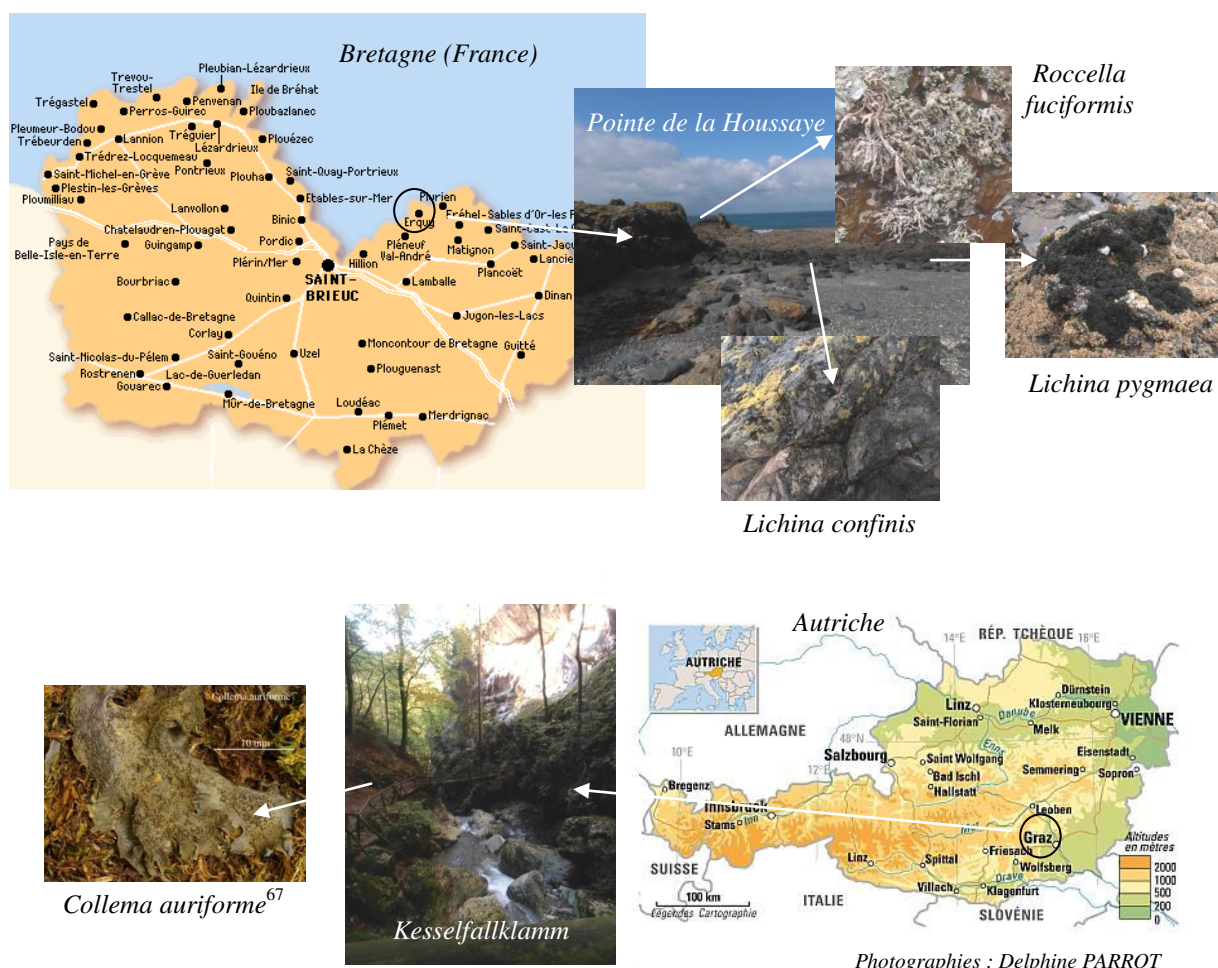 Bretagne (France)
Pleubian-Lézardrieux
Trevou-
Trestel
Ile de Bréhat
Trégastel
Penvenan
Perros-Guirec
Ploubazlanec
Pleumeur-Bodou
Trébeurden
Lannion
Tréguier
Plouézec
Lézardrieux
Trédrez-Locquemeau
Pontrieux
Saint-Michel-en-Grève
Plouha
Saint-Quay-Portrieux
Plestin-les-Grèves
Ploumilliau
Etables-sur-Mer
Lanvollon
Binic
Chatelaudren-Plouagat
Pordic
Pays de
Belle-Isle-en-Terre
Guingamp
Plérin/Mer
Hillion
SAINT-
BRIEUC
Plurien
Erquy
Fréhel-Sables d'Or-les
Pléneuf
Val-André
Matignon
Saint-Jac
Lancie
Plancoët
Lamballe
Bourbriac
Quintin
Dinan
Callac-de-Bretagne
Corlay
Jugon-les-Lacs
Saint-Nicolas-du-Pélem
Saint-Gouéno
Uzel
Moncontour de Bretagne
Guitté
Rostrenen
Lac-de-Guerledan
Plouguenast
Gouarec
Mûr-de-Bretagne
Loudéac
Merdrignac
Plémet
La Chèze
Pointe de la Houssaye
Roccella
fuciformis
Lichina pygmaea
Lichina confinis
Collema auriforme
10 mm
Collema auriforme⁶⁷
Kesselfallklamm
Autriche
AUTRICHE
14°E
RÉP. TCHÈQUE
16°E
ALLEMAGNE
Linz
Saint-Florian
Danube
Dürnstein
Klosterneubourg
VIENNE
Melk
48°N
Enns
Eisenstadt
Salzbourg
Saint Wolfgang
Bad Ischl
Hallstatt
Semmering
Sopron
10°E
12°E
Bregenz
Innsbruck
Stams
Inn
Leoben
Graz
Friesach
Wolfsberg
Linz
Spittal
Drave
Villach
Klagenfurt
SUISSE
ITALIE
SLOVÉNIE
100 km
Légendes Cartographie
Altitudes
en mètres
2000
1000
500
200
0
Photographies : Delphine PARROT